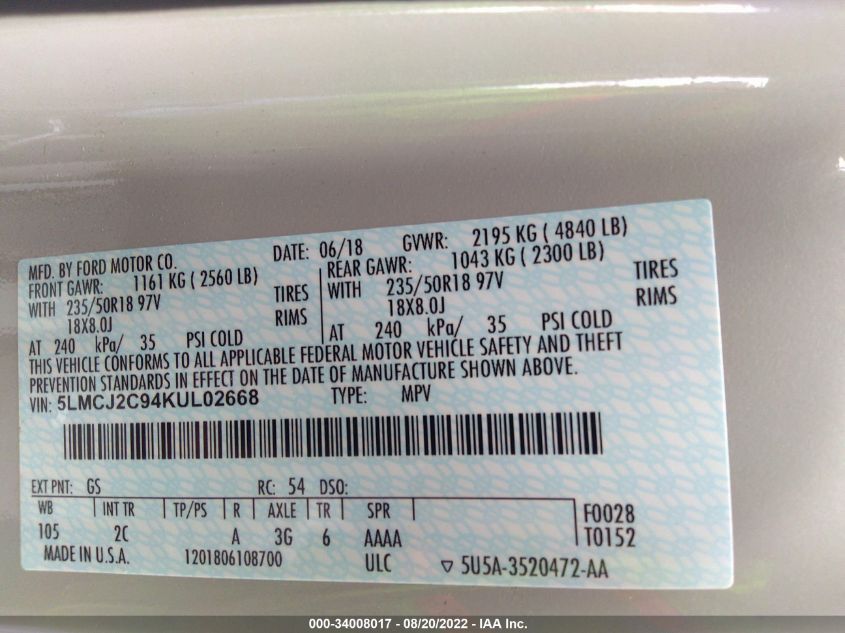 MFD. BY FORD MOTOR CO. DATE: 06/18 GVWR: 2195 KG ( 4840 LB)
FRONT GAWR: 1161 KG ( 2560 LB) REAR GAWR: 1043 KG ( 2300 LB)
WITH 235/50R18 97V TIRES WITH 235/50R18 97V TIRES
18X8.0J RIMS 18X8.0J RIMS
AT 240 kPa/ 35 PSI COLD AT 240 kPa/ 35 PSI COLD
THIS VEHICLE CONFORMS TO ALL APPLICABLE FEDERAL MOTOR VEHICLE SAFETY AND THEFT
PREVENTION STANDARDS IN EFFECT ON THE DATE OF MANUFACTURE SHOWN ABOVE.
VIN: 5LMCJ2C94KUL02668 TYPE: MPV
EXT PNT: GS RC: 54 DSO:
WB INT TR TP/PS R AXLE TR SPR F0028
105 2C A 3G 6 AAAA T0152
MADE IN U.S.A. 1201806108700 ULC ▽ 5U5A-3520472-AA
000-34008017 - 08/20/2022 - IAA Inc.